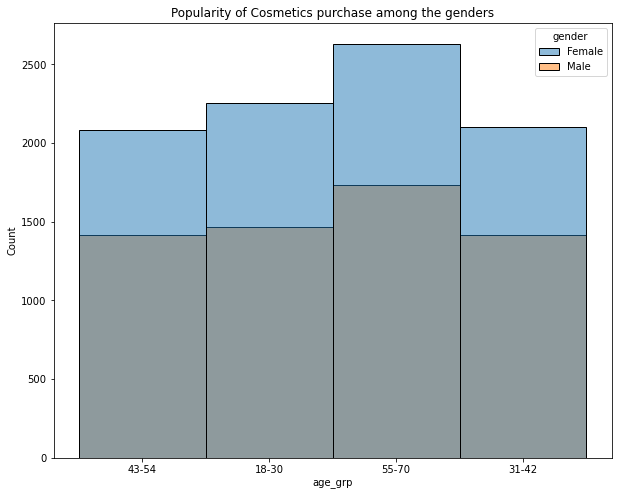 Popularity of Cosmetics purchase among the genders
gender
Female
Male
2500
2000
1500
1000
500
0
Count
43-54 18-30 55-70 31-42
age_grp